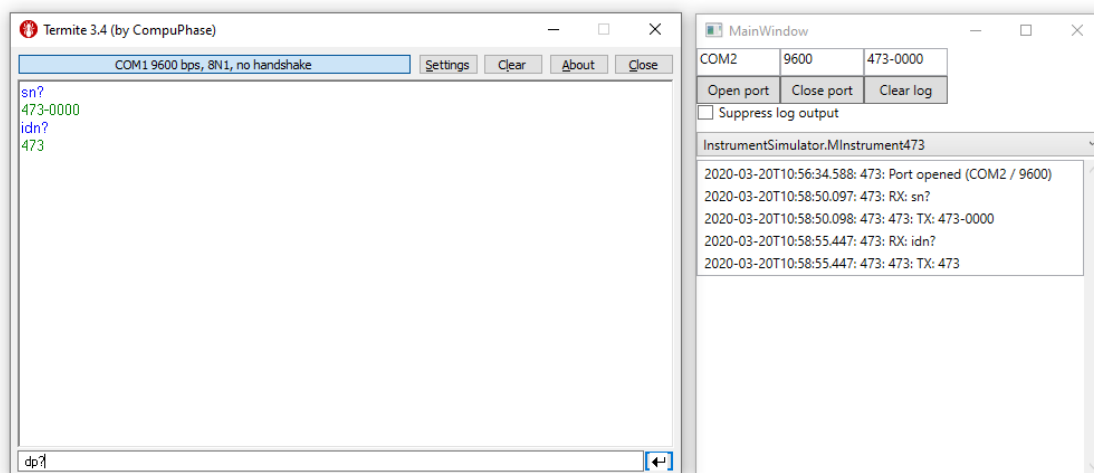 Termite 3.4 (by CompuPhase)
COM1 9600 bps, 8N1, no handshake
Settings
Clear
About
Close
sn?
473-0000
idn?
473
dp?
MainWindow
COM2
9600
473-0000
Open port
Close port
Clear log
Suppress log output
InstrumentSimulator.MInstrument473
2020-03-20T10:56:34.588: 473: Port opened (COM2 / 9600)
2020-03-20T10:58:50.097: 473: RX: sn?
2020-03-20T10:58:50.098: 473: 473: TX: 473-0000
2020-03-20T10:58:55.447: 473: RX: idn?
2020-03-20T10:58:55.447: 473: 473: TX: 473